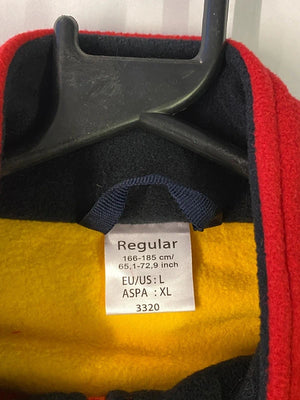 Regular
166-185 cm/
65,1-72,9 inch
EU/US : L
ASPA : XL
3320